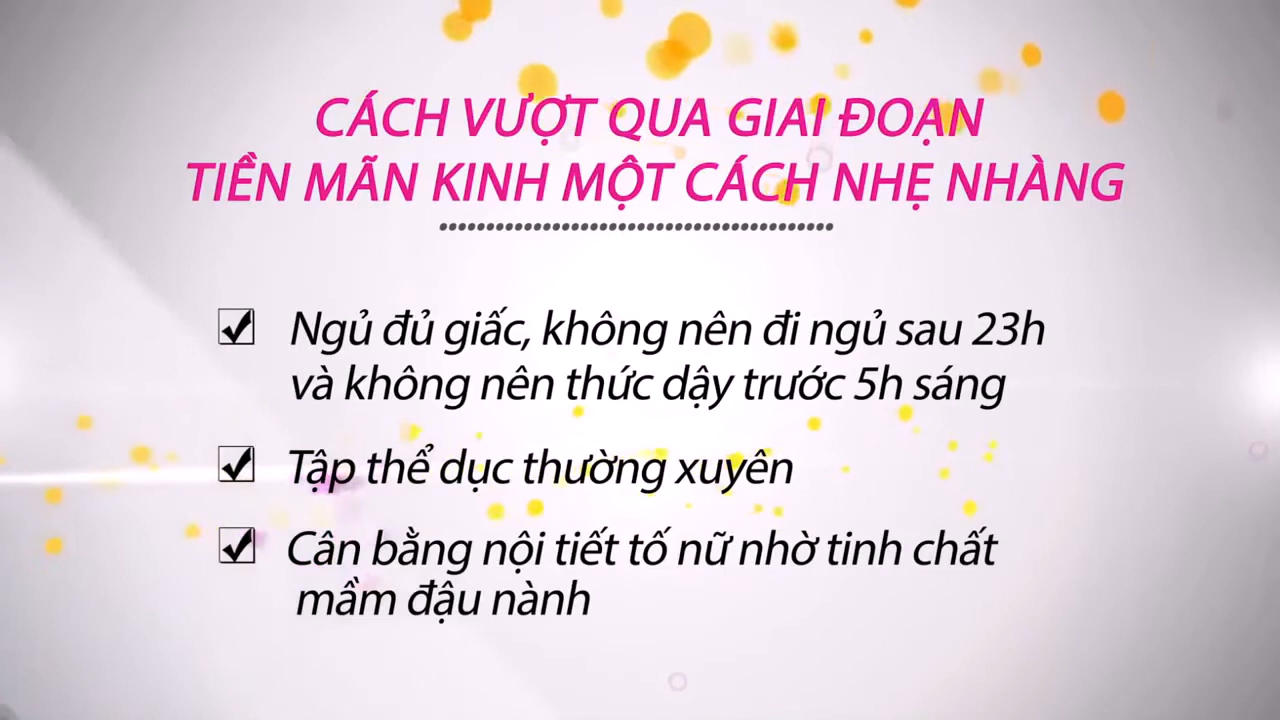 CÁCH VƯỢT QUA GIAI ĐOẠN
TIỀN MÃN KINH MỘT CÁCH NHẸ NHÀNG
Ngủ đủ giấc, không nên đi ngủ sau 23h
và không nên thức dậy trước 5h sáng
Tập thể dục thường xuyên
Cân bằng nội tiết tố nữ nhờ tinh chất
mầm đậu nành